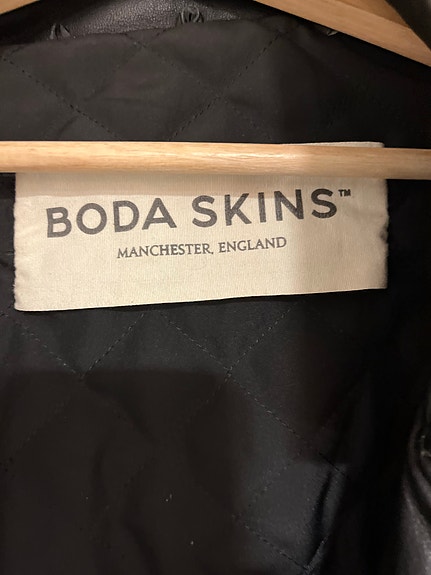 BODA SKINS™
MANCHESTER, ENGLAND